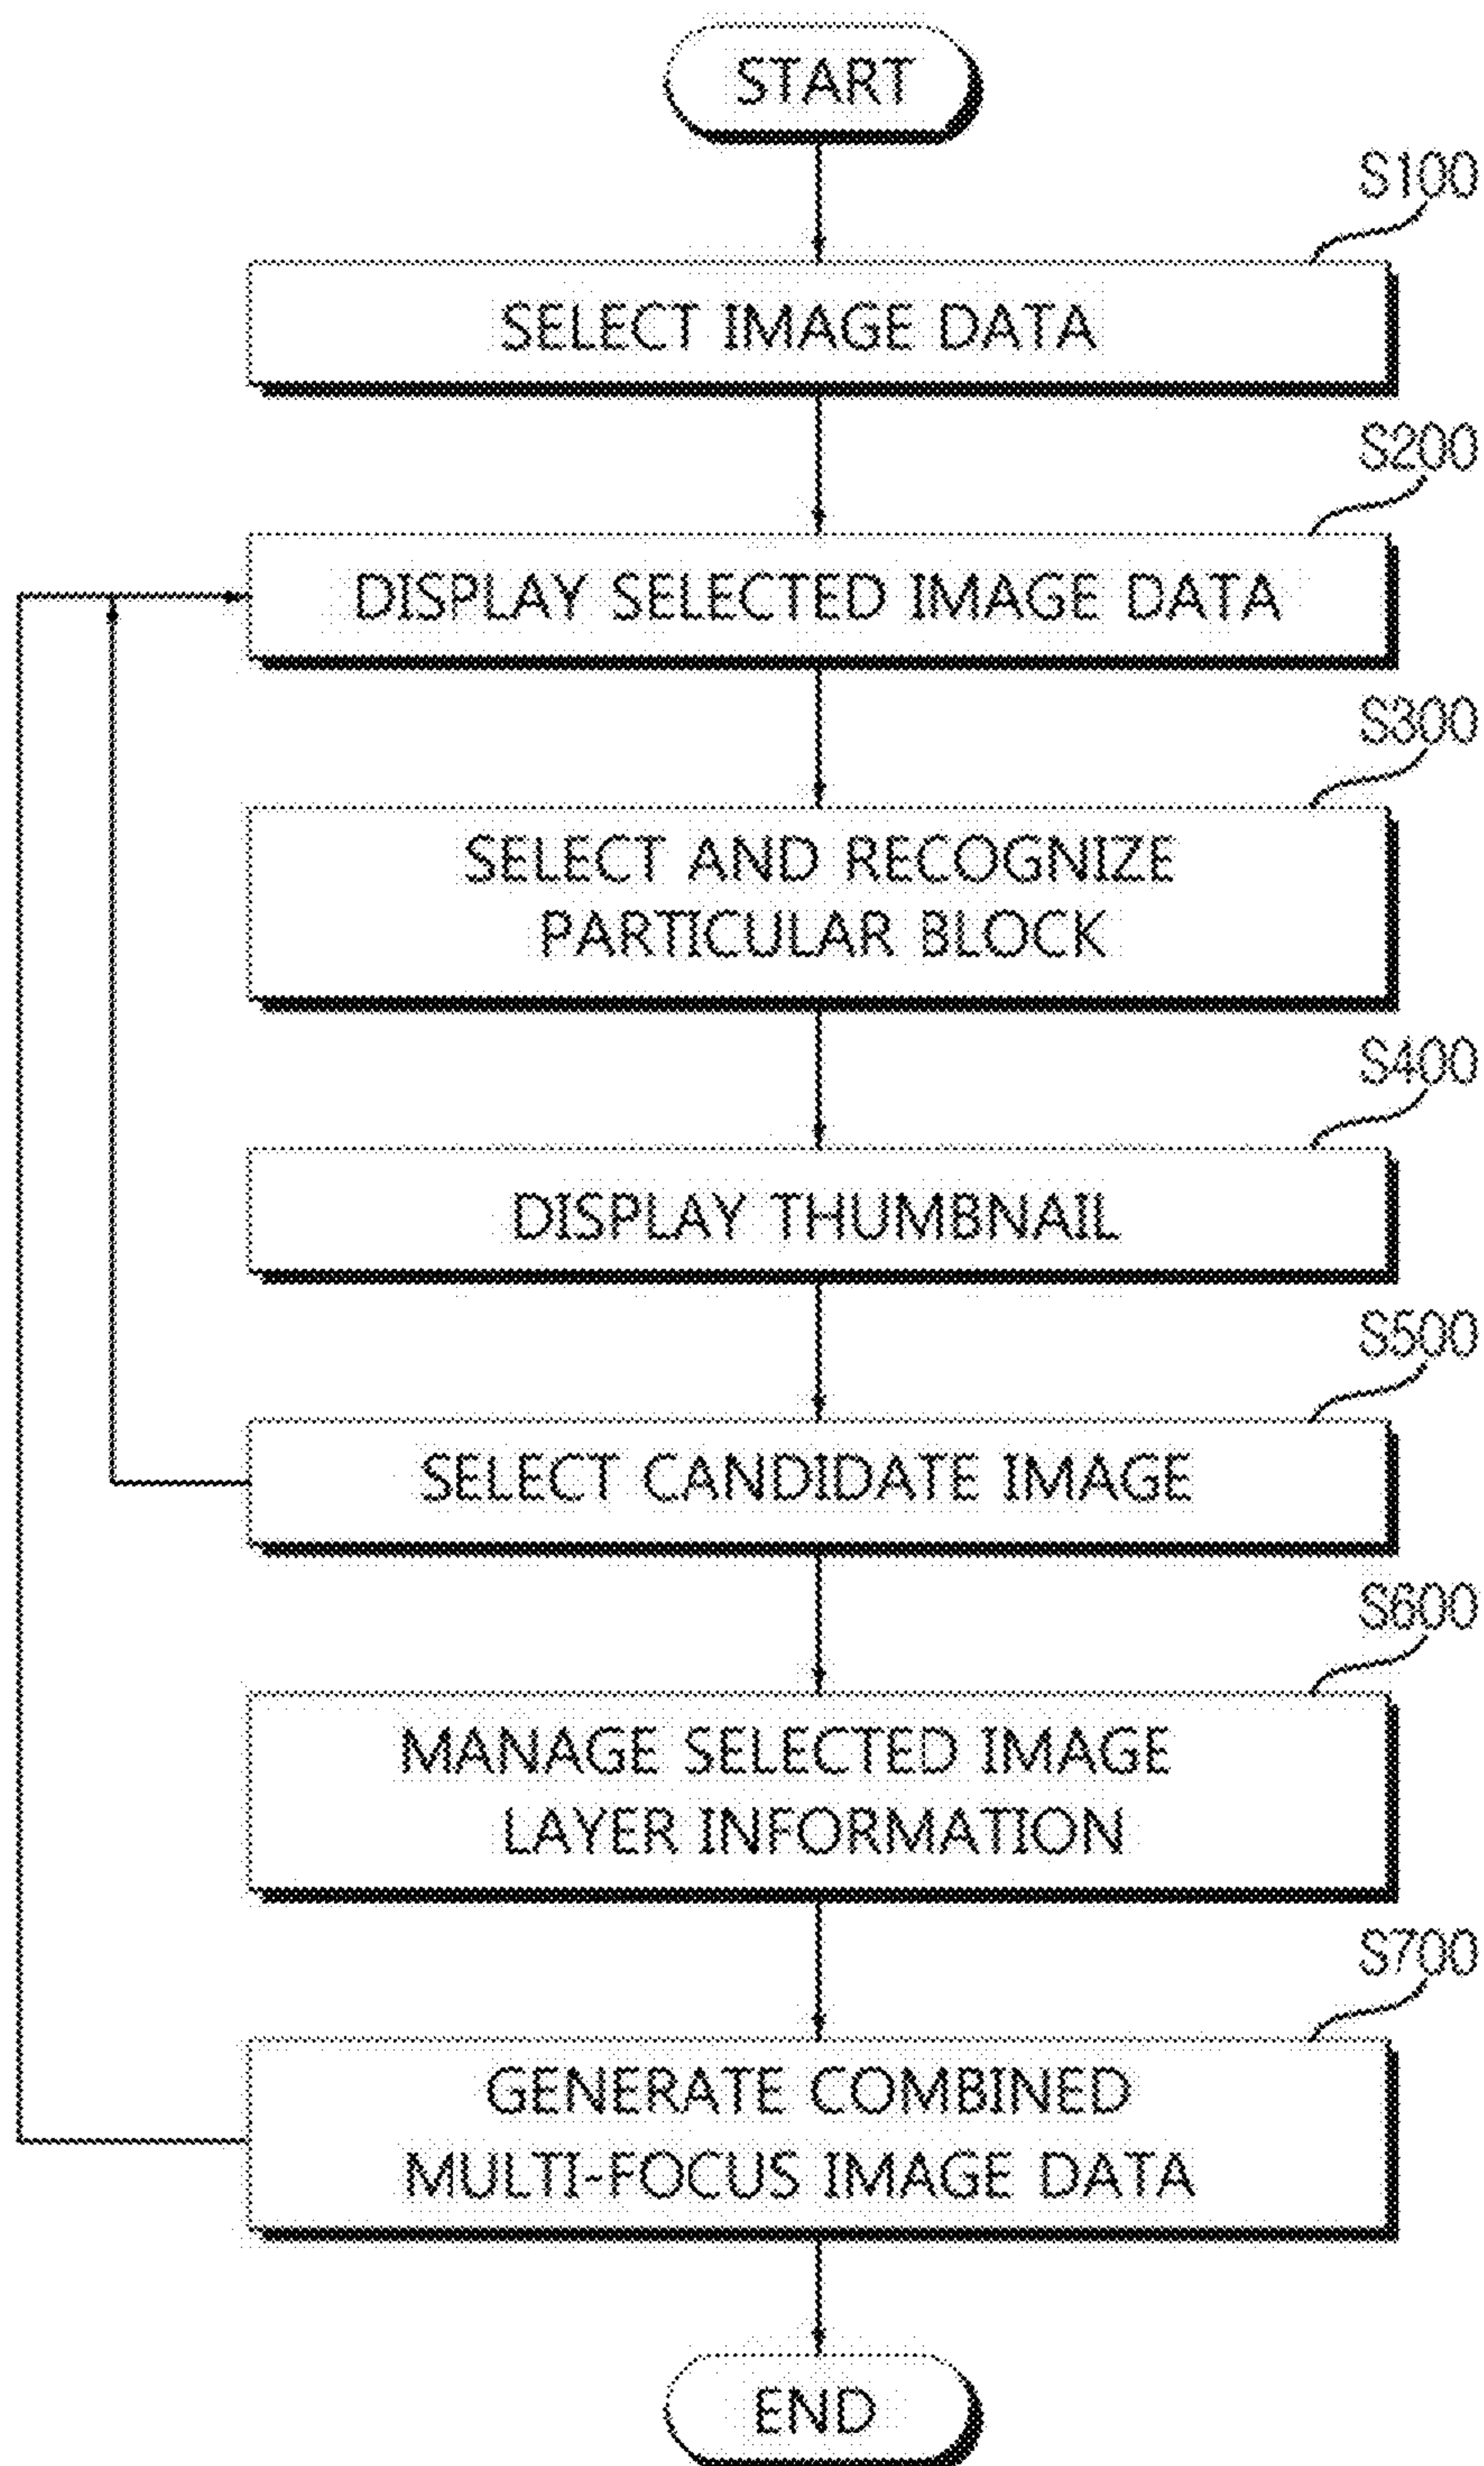 START
S100
SELECT IMAGE DATA
S200
DISPLAY SELECTED IMAGE DATA
S300
SELECT AND RECOGNIZE
PARTICULAR BLOCK
S400
DISPLAY THUMBNAIL
S500
SELECT CANDIDATE IMAGE
S600
MANAGE SELECTED IMAGE
LAYER INFORMATION
S700
GENERATE COMBINED
MULTI-FOCUS IMAGE DATA
END